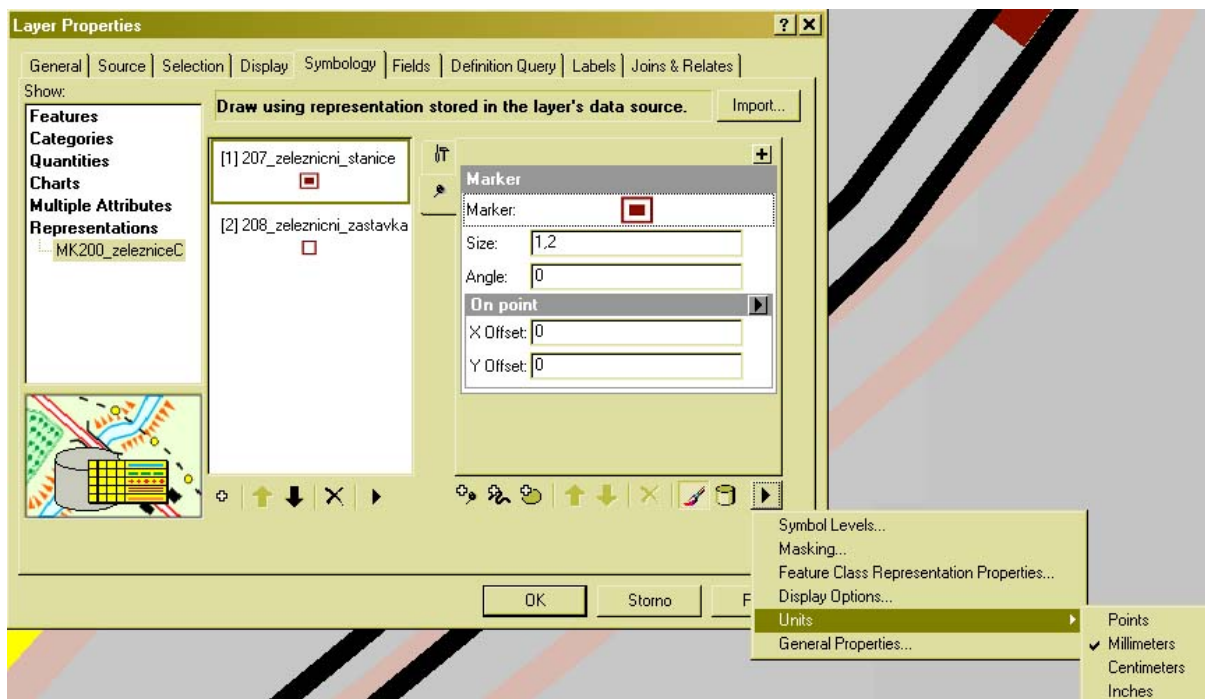 Layer Properties
General Source Selection Display Symbology Fields Definition Query Labels Joins & Relates
Show:
Features
Categories
Quantities
Charts
Multiple Attributes
Representations
MK200_zelezniceC
Draw using representation stored in the layer's data source.
Import...
[1] 207_zeleznicni_stanice
[2] 208_zeleznicni_zastavka
Marker
Marker:
Size: 1,2
Angle: 0
On point
X Offset: 0
Y Offset: 0
OK Storno
Symbol Levels...
Masking...
Feature Class Representation Properties...
Display Options...
Units
General Properties...
Points
Millimeters
Centimeters
Inches